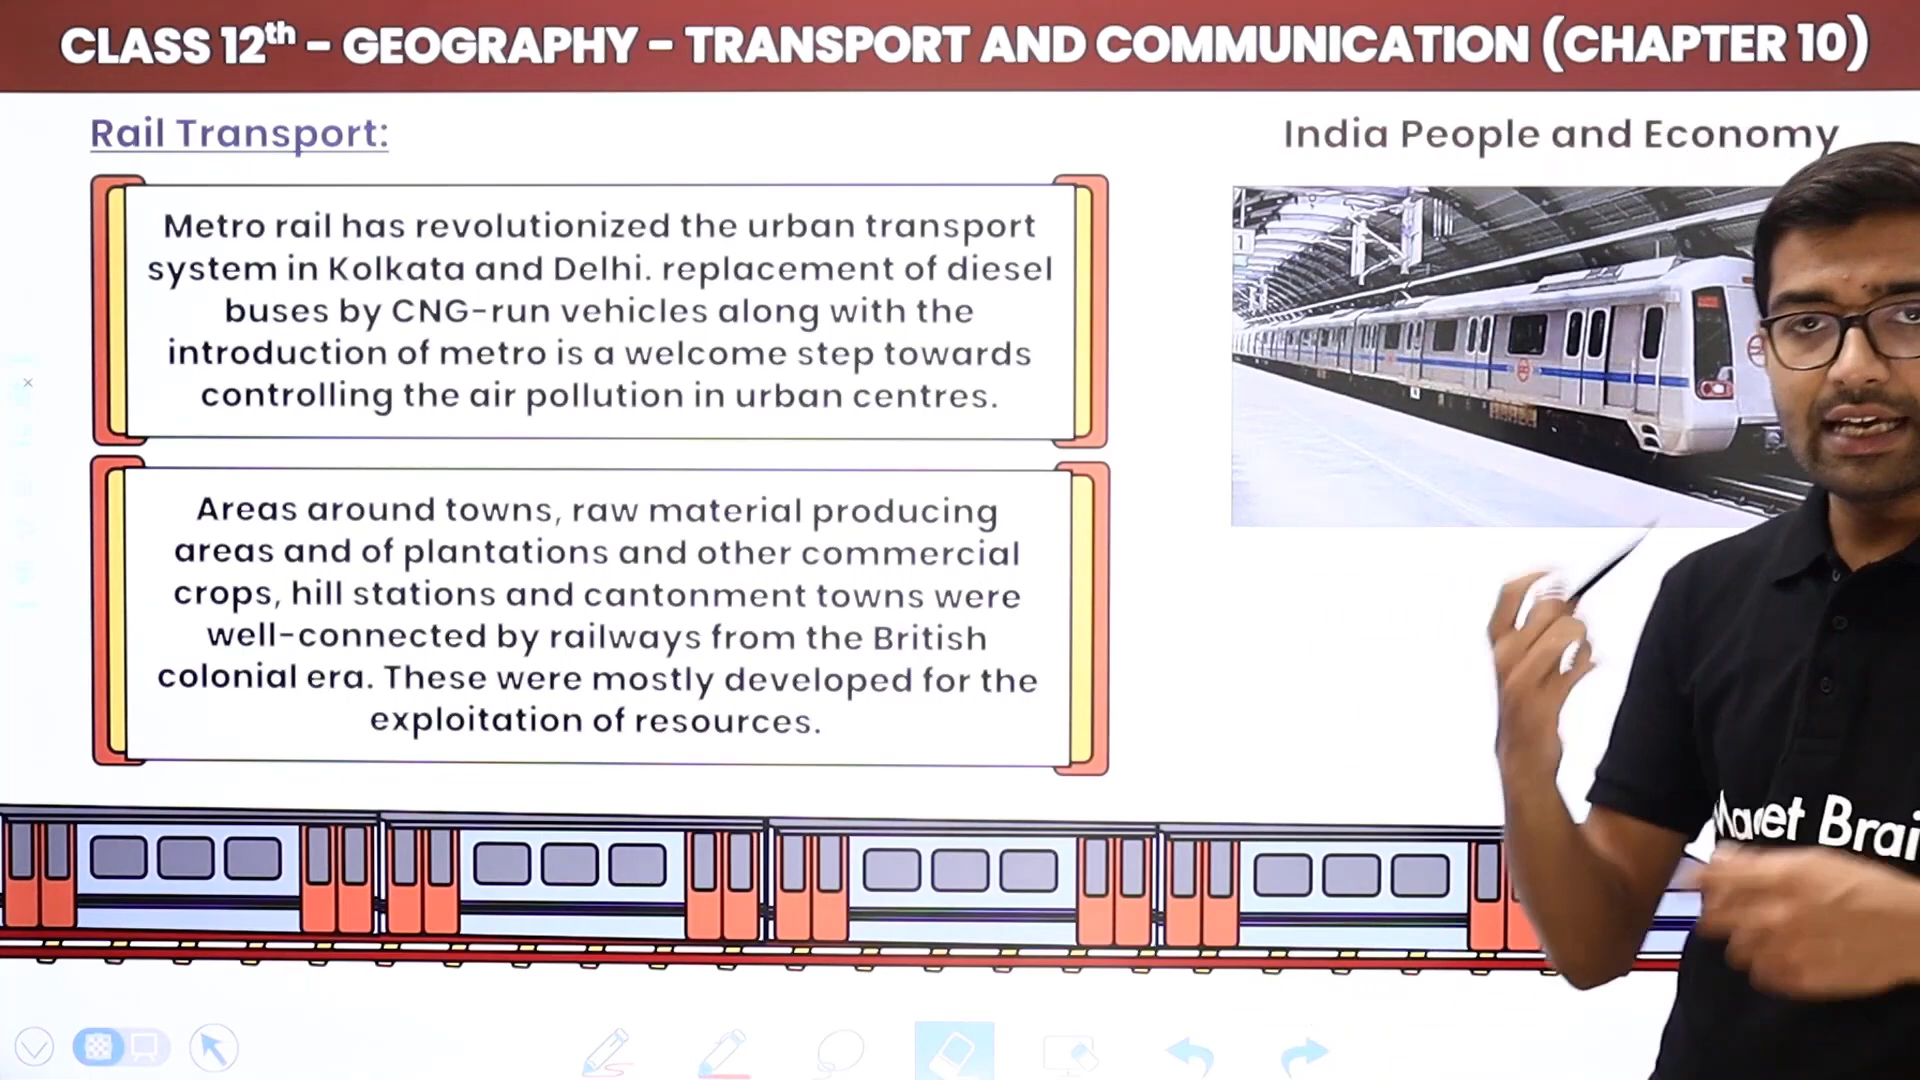 CLASS 12th - GEOGRAPHY - TRANSPORT AND COMMUNICATION (CHAPTER 10)
Rail Transport:
India People and Economy
Metro rail has revolutionized the urban transport
system in Kolkata and Delhi. replacement of diesel
buses by CNG-run vehicles along with the
introduction of metro is a welcome step towards
controlling the air pollution in urban centres.
Areas around towns, raw material producing
areas and of plantations and other commercial
crops, hill stations and cantonment towns were
well-connected by railways from the British
colonial era. These were mostly developed for the
exploitation of resources.
Brai